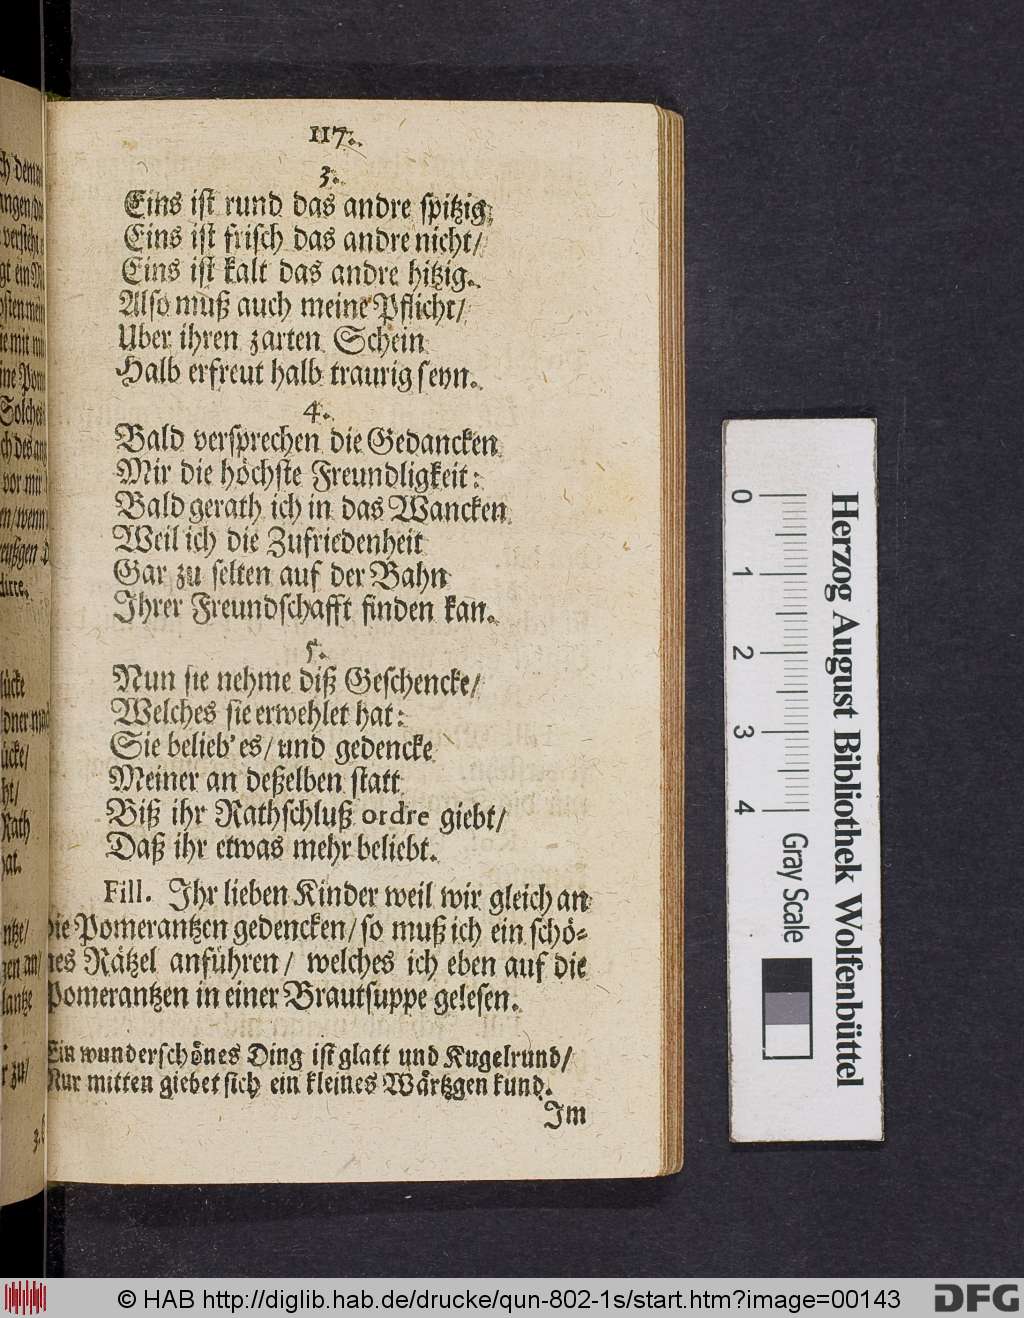 117.
3.
Eins ist rund das andre spitzig
Eins ist frisch das andre nicht/
Eins ist kalt das andre hitzig.
Also muß auch meine Pflicht/
Uber ihren zarten Schein
Halb erfreut halb traurig seyn.
4.
Bald versprechen die Gedancken
Mir die höchste Freundligkeit:
Bald gerath ich in das Wancken
Weil ich die Zufriedenheit
Gar zu selten auf der Bahn
Ihrer Freundschafft finden kan.
5.
Nun sie nehme diß Geschencke/
Welches sie erwehlet hat:
Sie belieb' es/ und gedencke
Meiner an deßelben statt
Biß ihr Rathschluß ordre giebt/
Daß ihr etwas mehr beliebt.
Fill. Ihr lieben Kinder weil wir gleich an
die Pomerantzen gedencken/ so muß ich ein schö-
nes Rätzel anführen/ welches ich eben auf die
Pomerantzen in einer Brautsuppe gelesen.
Ein wunderschönes Ding ist glatt und Kugelrund/
Nur mitten giebet sich ein kleines Wärtzgen kund.
Im
Herzog August Bibliothek Wolfenbüttel
0 1 2 3 4 Gray Scale
© HAB http://diglib.hab.de/drucke/qun-802-1s/start.htm?image=00143
DFG